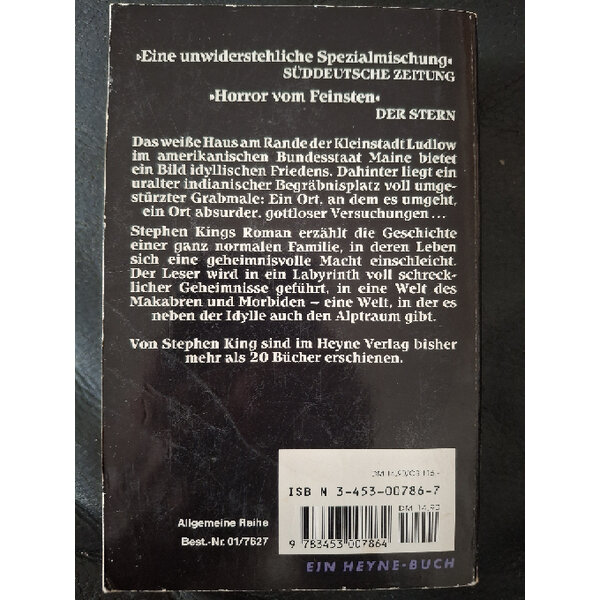 »Eine unwiderstehliche Spezialmischung«
SÜDDEUTSCHE ZEITUNG
»Horror vom Feinsten«
DER STERN
Das weiße Haus am Rande der Kleinstadt Ludlow
im amerikanischen Bundesstaat Maine bietet
ein Bild idyllischen Friedens. Dahinter liegt ein
uralter indianischer Begräbnisplatz voll umge-
stürzter Grabmale: Ein Ort, an dem es umgeht,
ein Ort absurder, gottloser Versuchungen ...
Stephen Kings Roman erzählt die Geschichte
einer ganz normalen Familie, in deren Leben
sich eine geheimnisvolle Macht einschleicht.
Der Leser wird in ein Labyrinth voll schreck-
licher Geheimnisse geführt, in eine Welt des
Makabren und Morbiden – eine Welt, in der es
neben der Idylle auch den Alptraum gibt.
Von Stephen King sind im Heyne Verlag bisher
mehr als 20 Bücher erschienen.
ISBN 3-453-00786-7
DM 14,90
Allgemeine Reihe
Best.-Nr. 01/7627
9 783453 007864
EIN HEYNE-BUCH